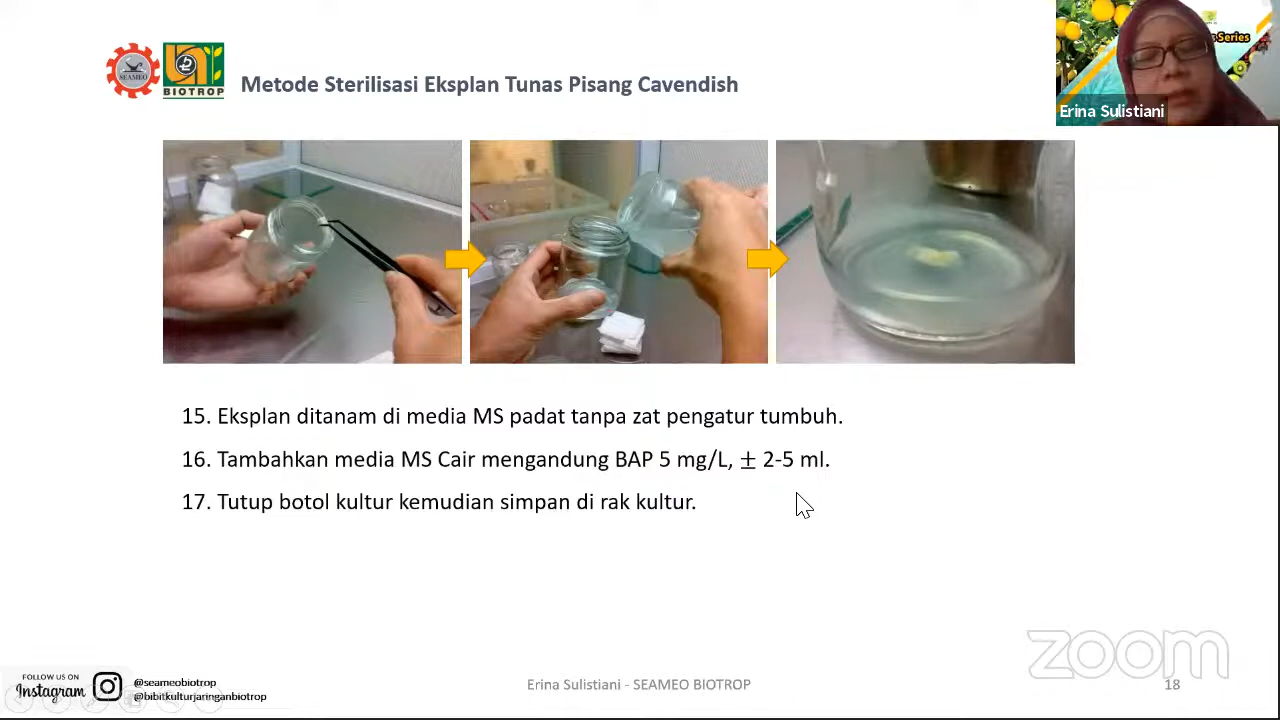 Series
Erina Sulistiani
SEAMEO
BIOTROP
Metode Sterilisasi Eksplan Tunas Pisang Cavendish
15. Eksplan ditanam di media MS padat tanpa zat pengatur tumbuh.
16. Tambahkan media MS Cair mengandung BAP 5 mg/L, ± 2-5 ml.
17. Tutup botol kultur kemudian simpan di rak kultur.
zoom
FOLLOW US ON
Instagram
@seameobiotrop
@bibitkulturjaringanbiotrop
Erina Sulistiani - SEAMEO BIOTROP
18